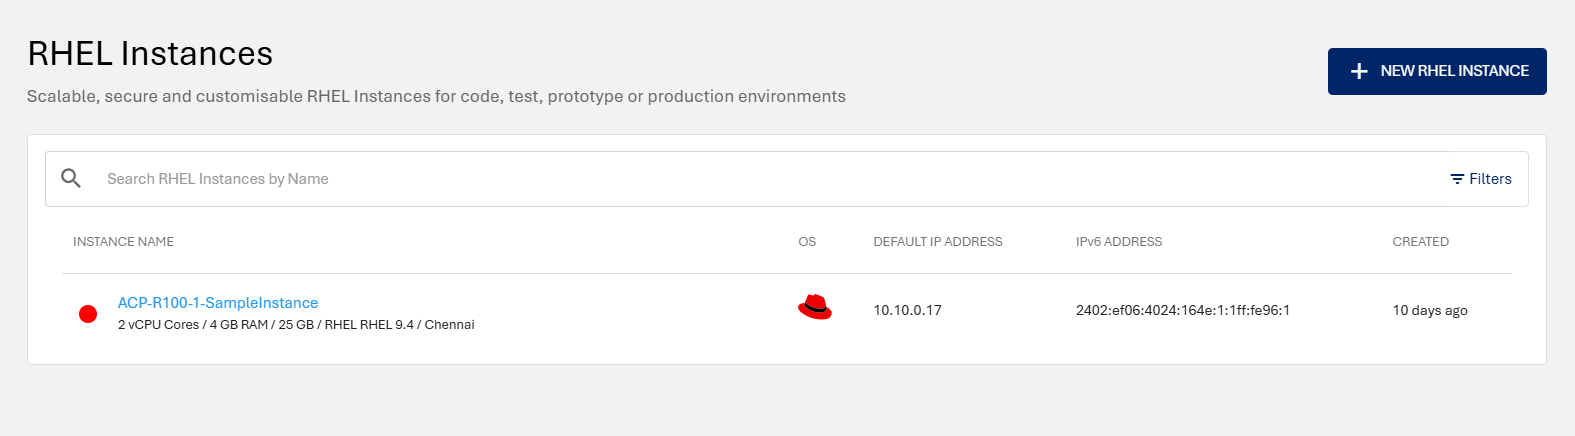 RHEL Instances
Scalable, secure and customisable RHEL Instances for code, test, prototype or production environments
NEW RHEL INSTANCE
Search RHEL Instances by Name
Filters
INSTANCE NAME OS DEFAULT IP ADDRESS IPv6 ADDRESS CREATED
ACP-R100-1-SampleInstance
2 vCPU Cores / 4 GB RAM / 25 GB / RHEL RHEL 9.4 / Chennai
10.10.0.17 2402:ef06:4024:164e:1:1ff:fe96:1 10 days ago